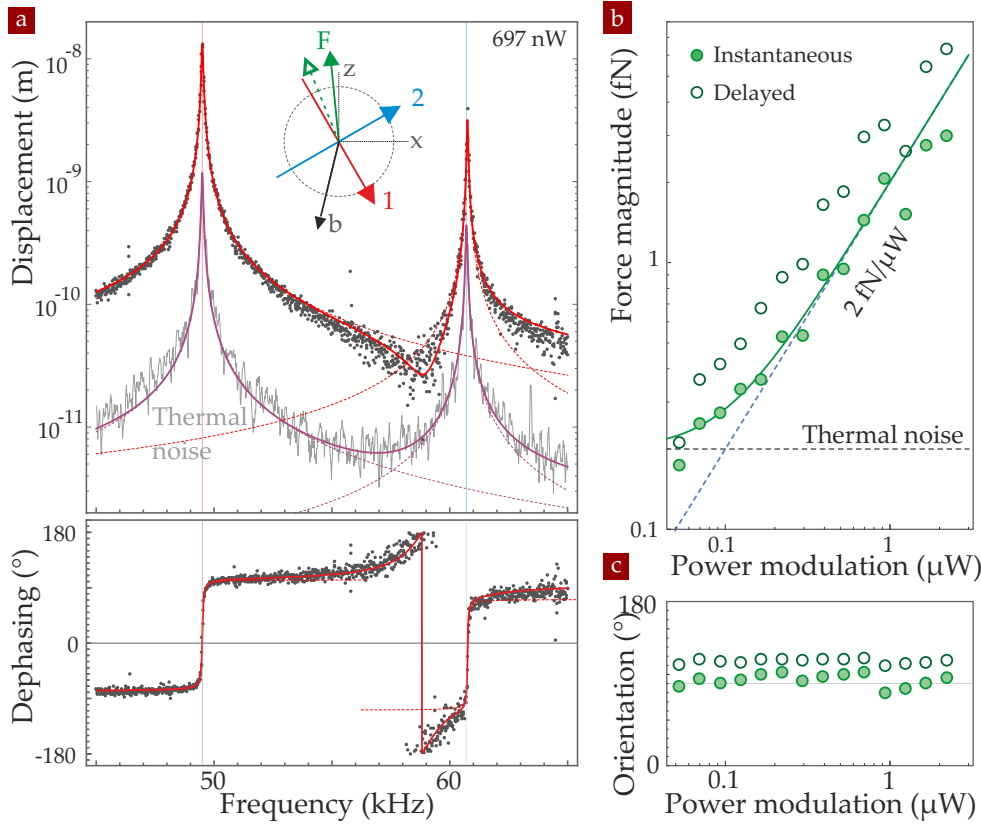 a
697 nW
Displacement (m)
10⁻⁸
10⁻⁹
10⁻¹⁰
10⁻¹¹
F
z
2
x
1
b
Thermal
noise
Dephasing (°)
180
0
-180
50
60
Frequency (kHz)
b
Force magnitude (fN)
Instantaneous
Delayed
1
0.1
2 fN/μW
Thermal noise
0.1
1
Power modulation (μW)
c
Orientation (°)
180
0
0.1
1
Power modulation (μW)